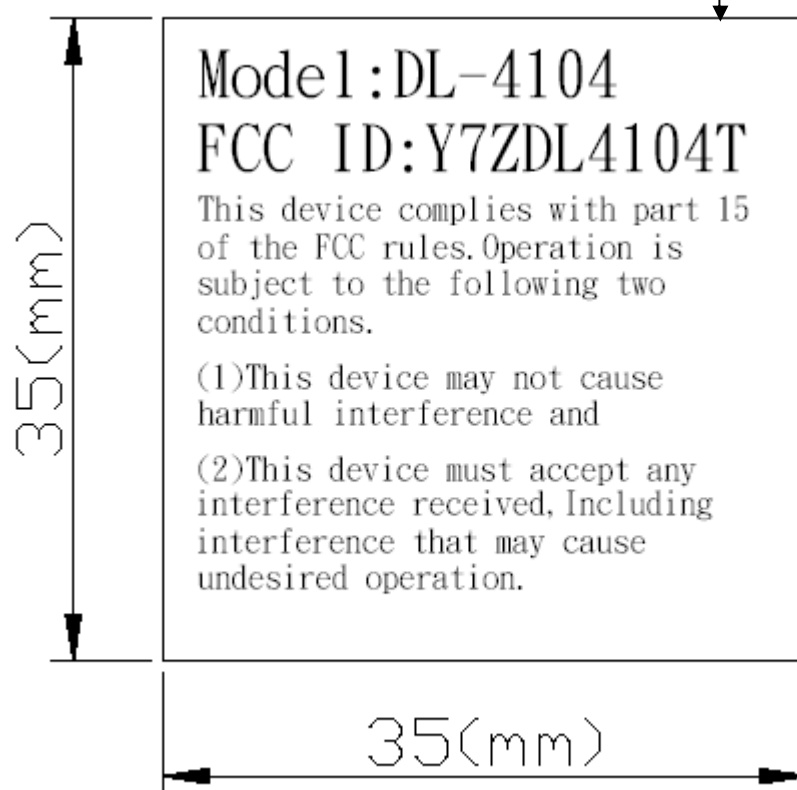 Model:DL-4104
FCC ID:Y7ZDL4104T
This device complies with part 15
of the FCC rules.Operation is
subject to the following two
conditions.
(1)This device may not cause
harmful interference and
(2)This device must accept any
interference received,Including
interference that may cause
undesired operation.
35(mm)
35(mm)